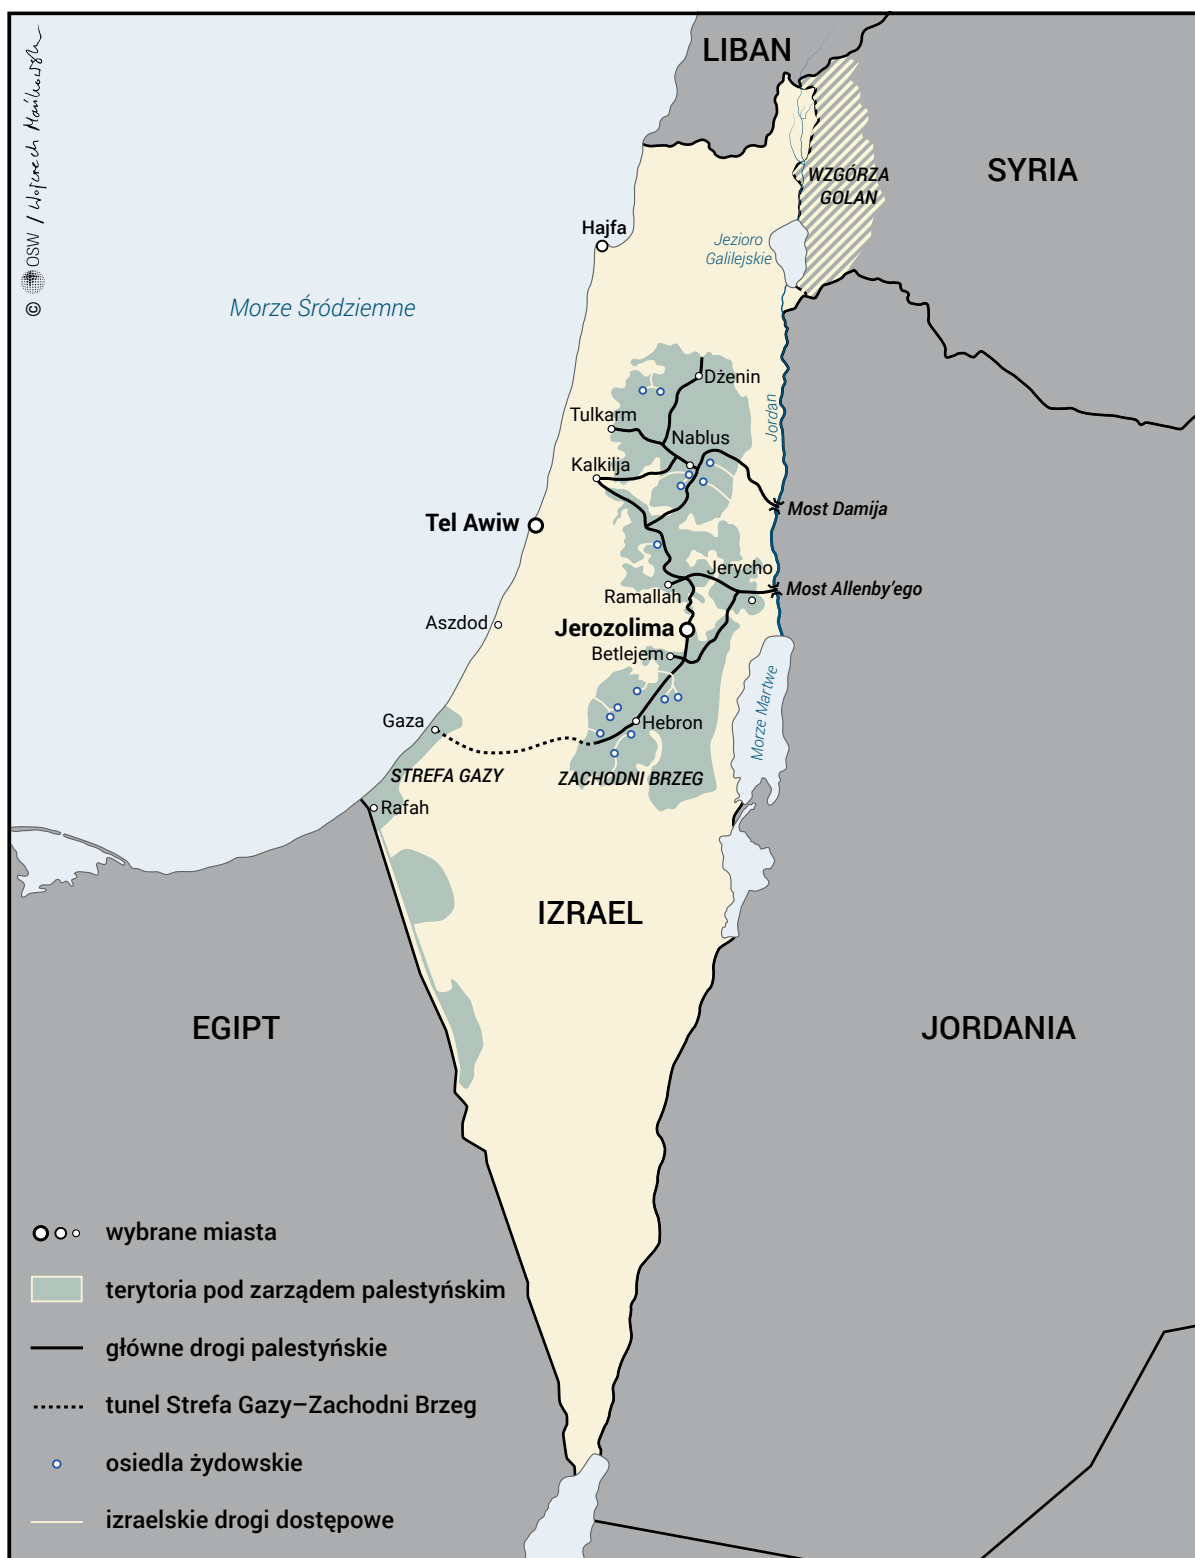 © OSW / Wojciech Mańkowski
LIBAN
SYRIA
WZGÓRZA
GOLAN
Hajfa
Jezioro
Galilejskie
Morze Śródziemne
Dżenin
Jordan
Tulkarm
Nablus
Kalkilja
Most Damija
Tel Awiw
Jerycho
Most Allenby’ego
Ramallah
Aszdod
Jerozolima
Betlejem
Morze Martwe
Gaza
Hebron
STREFA GAZY
ZACHODNI BRZEG
Rafah
IZRAEL
EGIPT
JORDANIA
wybrane miasta
terytoria pod zarządem palestyńskim
główne drogi palestyńskie
tunel Strefa Gazy–Zachodni Brzeg
osiedla żydowskie
izraelskie drogi dostępowe